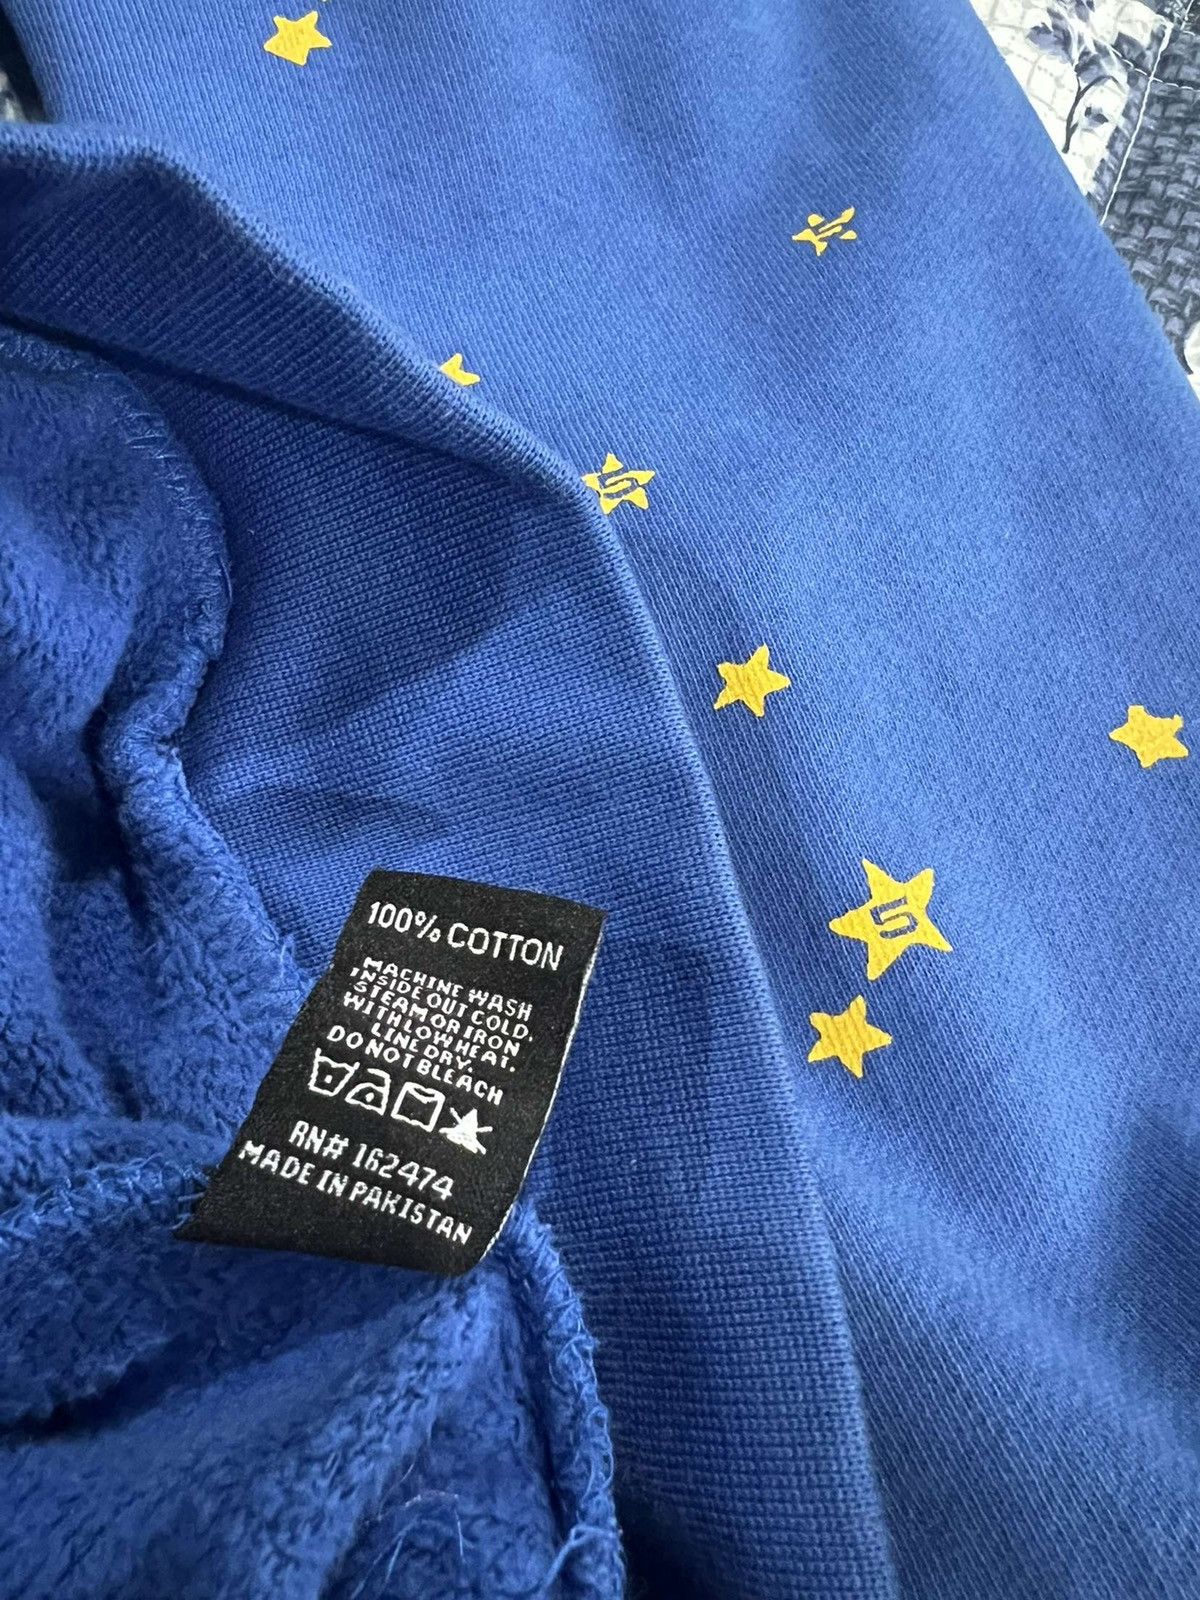 100% COTTON
MACHINE WASH
INSIDE OUT COLD.
STEAM OR IRON
WITH LOW HEAT.
LINE DRY.
DO NOT BLEACH
RN# 162474
MADE IN PAKISTAN